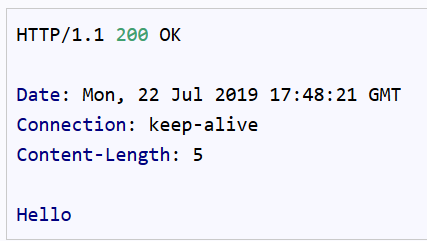 HTTP/1.1 200 OK
Date: Mon, 22 Jul 2019 17:48:21 GMT
Connection: keep-alive
Content-Length: 5
Hello